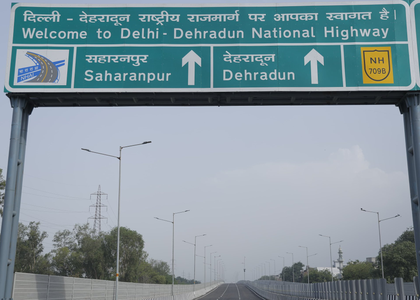 दिल्ली - देहरादून राष्ट्रीय राजमार्ग पर आपका स्वागत है |
Welcome to Delhi - Dehradun National Highway
सहारनपुर
Saharanpur
देहरादून
Dehradun
NH
709B